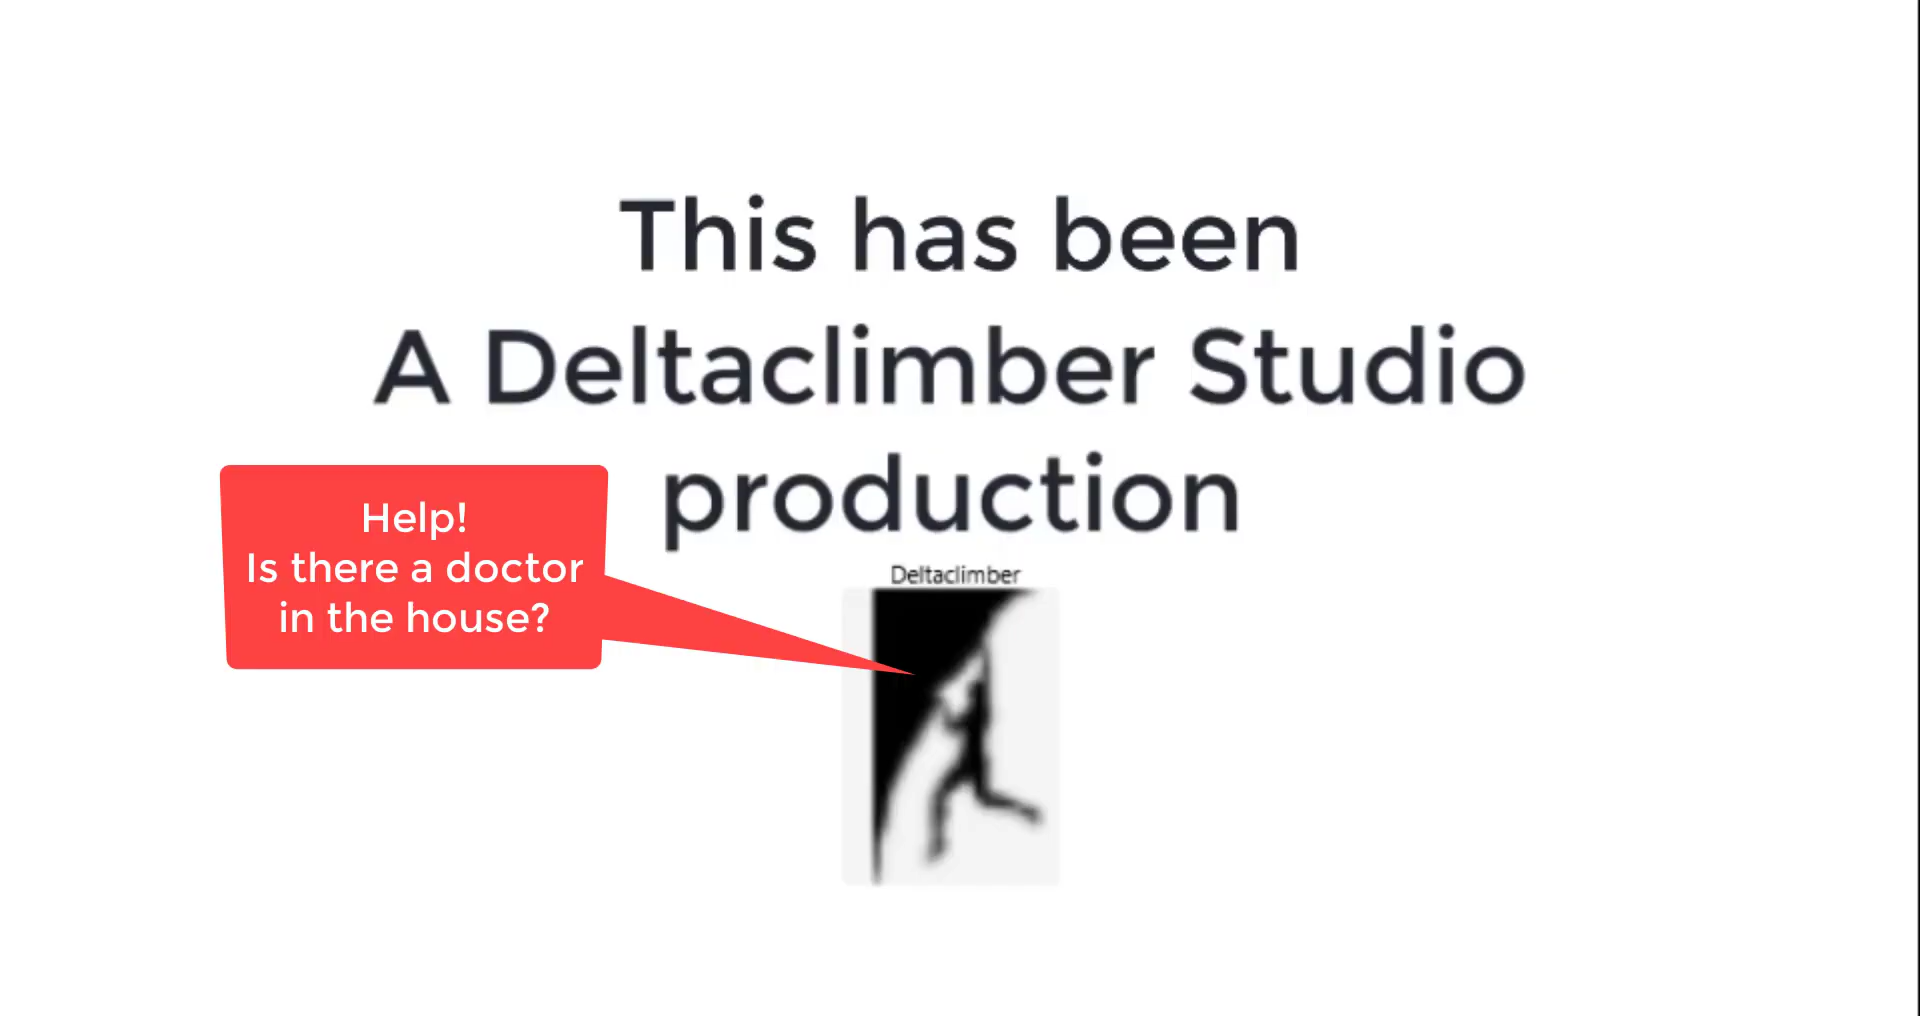 This has been
A Deltaclimber Studio
production
Help!
Is there a doctor
in the house?
Deltaclimber